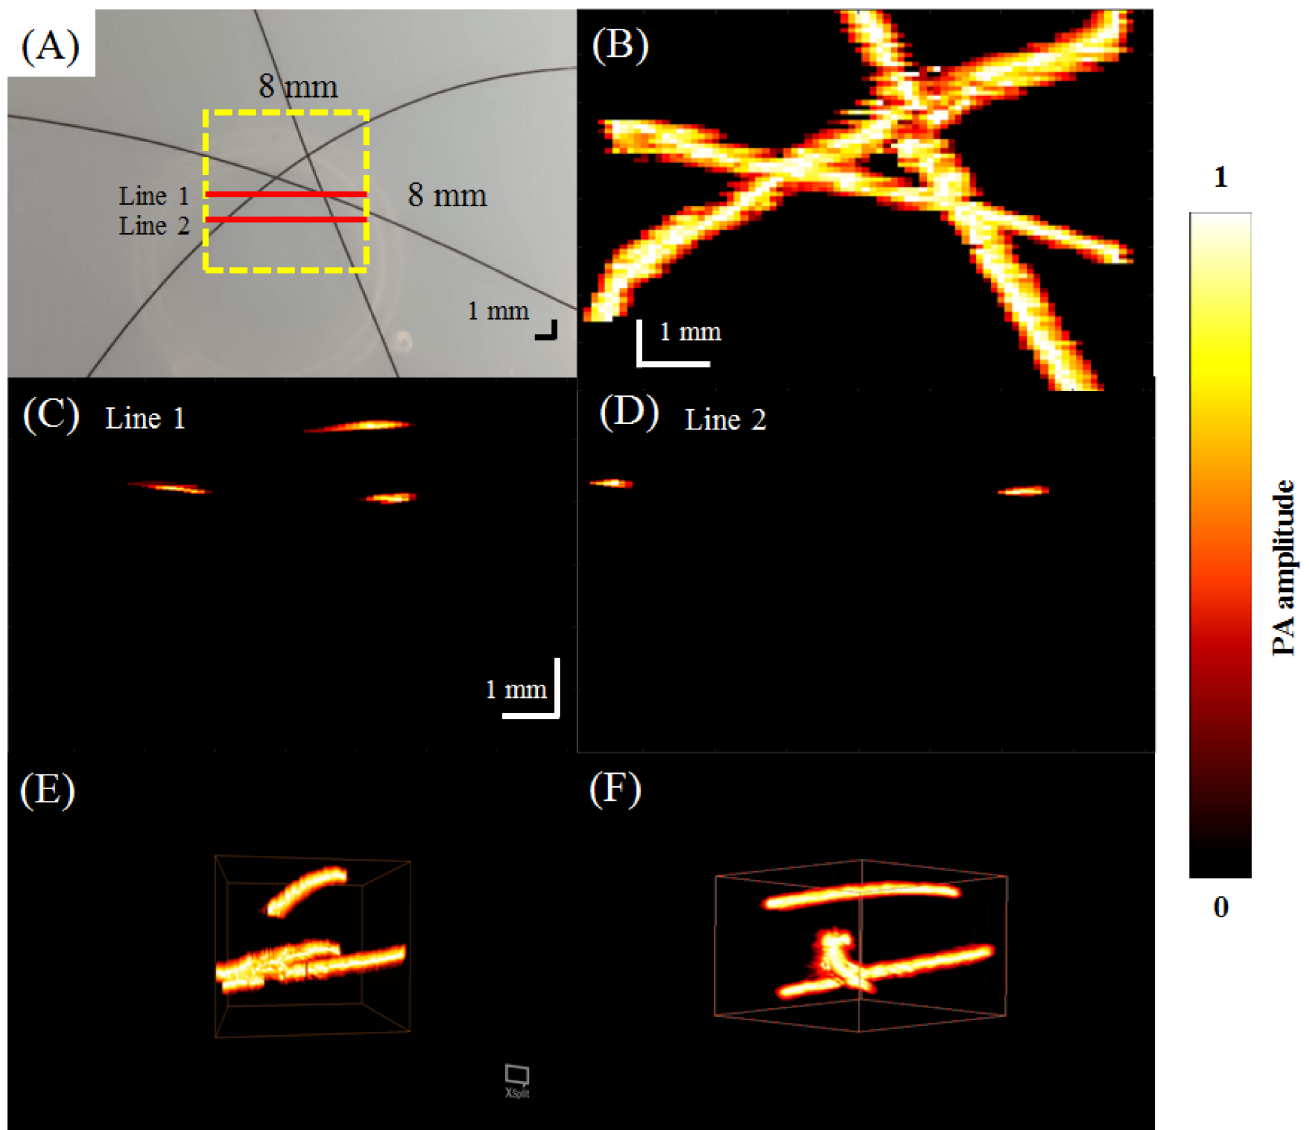 (A)
8 mm
8 mm
Line 1
Line 2
1 mm
(B)
1 mm
(C) Line 1
1 mm
(D) Line 2
(E)
XSplit
(F)
1
PA amplitude
0